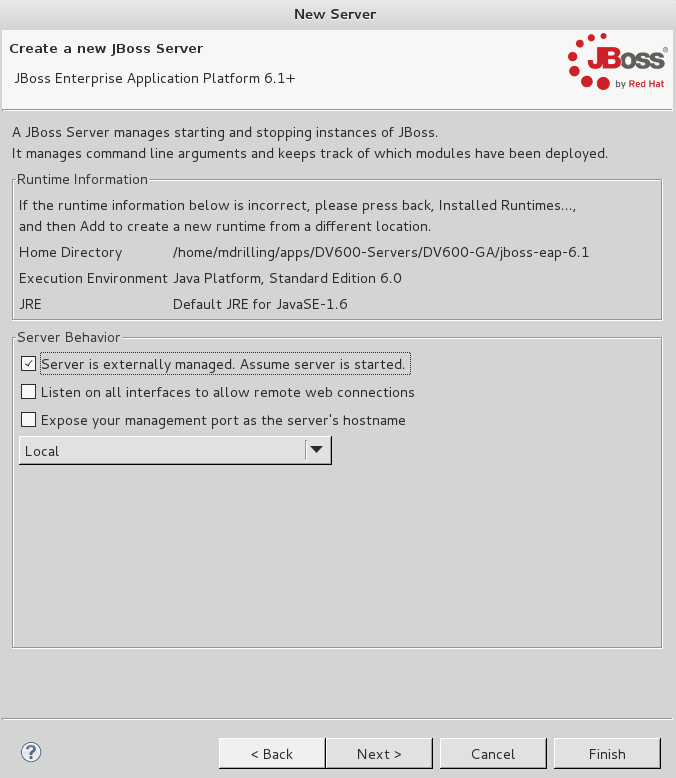 New Server
Create a new JBoss Server
JBoss Enterprise Application Platform 6.1+
JBoss®
by Red Hat
A JBoss Server manages starting and stopping instances of JBoss.
It manages command line arguments and keeps track of which modules have been deployed.
Runtime Information
If the runtime information below is incorrect, please press back, Installed Runtimes...,
and then Add to create a new runtime from a different location.
Home Directory /home/mdrilling/apps/DV600-Servers/DV600-GA/jboss-eap-6.1
Execution Environment Java Platform, Standard Edition 6.0
JRE Default JRE for JavaSE-1.6
Server Behavior
Server is externally managed. Assume server is started.
Listen on all interfaces to allow remote web connections
Expose your management port as the server's hostname
Local
? < Back Next > Cancel Finish